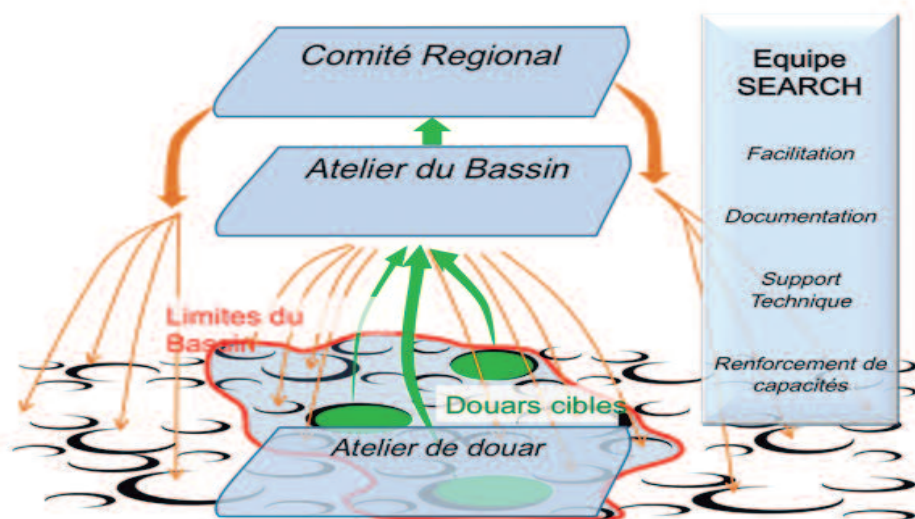 Comité Regional
Atelier du Bassin
Limites du
Bassin
Douars cibles
Atelier de douar
Equipe
SEARCH
Facilitation
Documentation
Support
Technique
Renforcement de
capacités